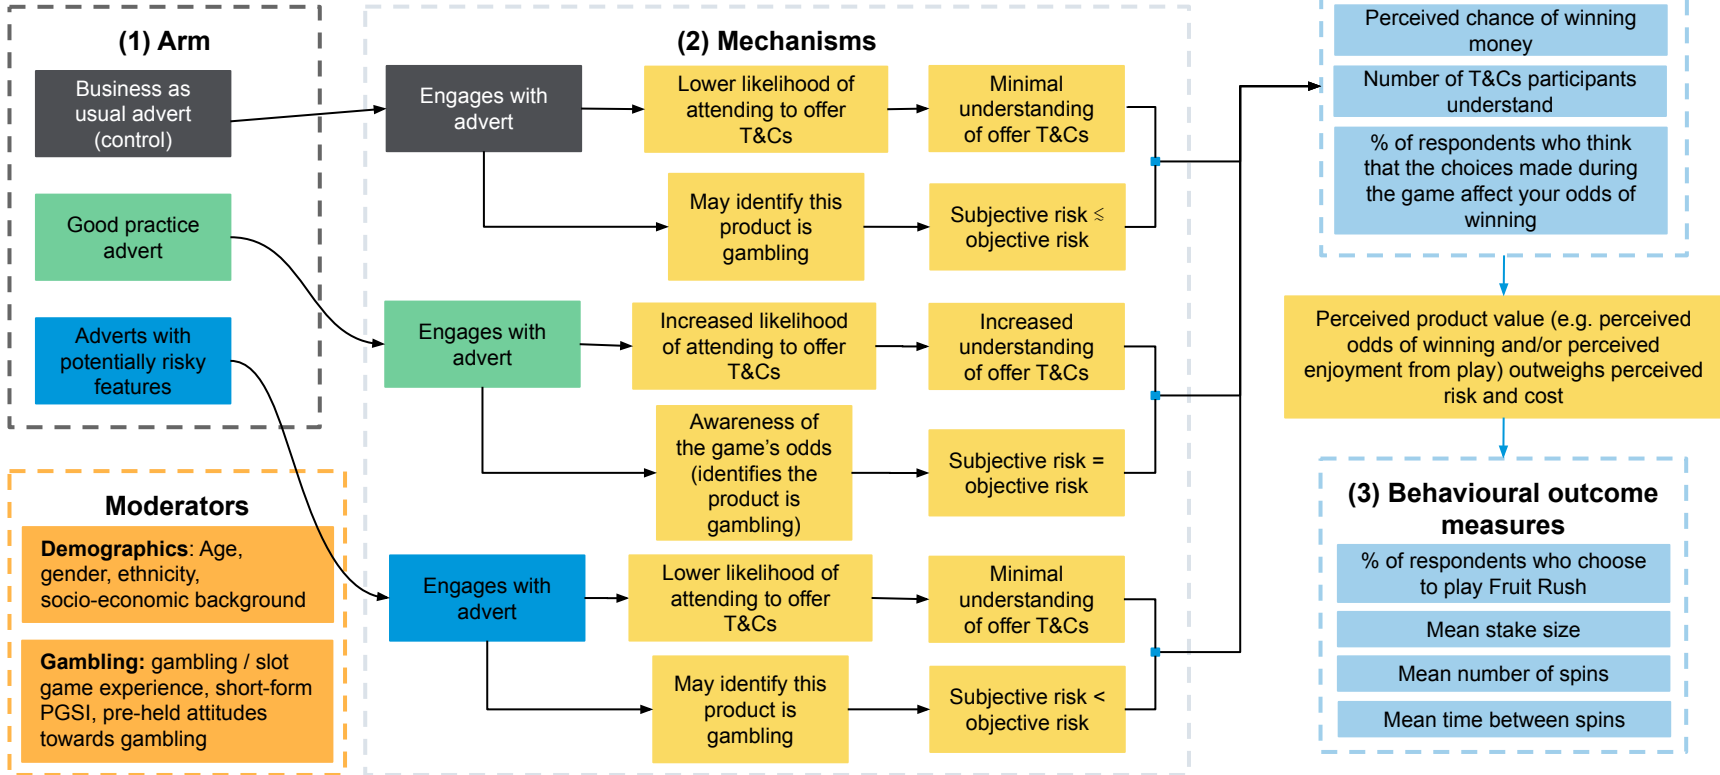 (1) Arm
Business as
usual advert
(control)
Good practice
advert
Adverts with
potentially risky
features
Moderators
Demographics: Age,
gender, ethnicity,
socio-economic background
Gambling: gambling / slot
game experience, short-form
PGSI, pre-held attitudes
towards gambling
(2) Mechanisms
Engages with
advert
Lower likelihood of
attending to offer
T&Cs
Minimal
understanding
of offer T&Cs
May identify this
product is
gambling
Subjective risk ≲
objective risk
Engages with
advert
Increased likelihood
of attending to offer
T&Cs
Increased
understanding
of offer T&Cs
Awareness of
the game's odds
(identifies the
product is
gambling)
Subjective risk =
objective risk
Engages with
advert
Lower likelihood of
attending to offer
T&Cs
Minimal
understanding
of offer T&Cs
May identify this
product is
gambling
Subjective risk <
objective risk
Perceived chance of winning
money
Number of T&Cs participants
understand
% of respondents who think
that the choices made during
the game affect your odds of
winning
Perceived product value (e.g. perceived
odds of winning and/or perceived
enjoyment from play) outweighs perceived
risk and cost
(3) Behavioural outcome
measures
% of respondents who choose
to play Fruit Rush
Mean stake size
Mean number of spins
Mean time between spins